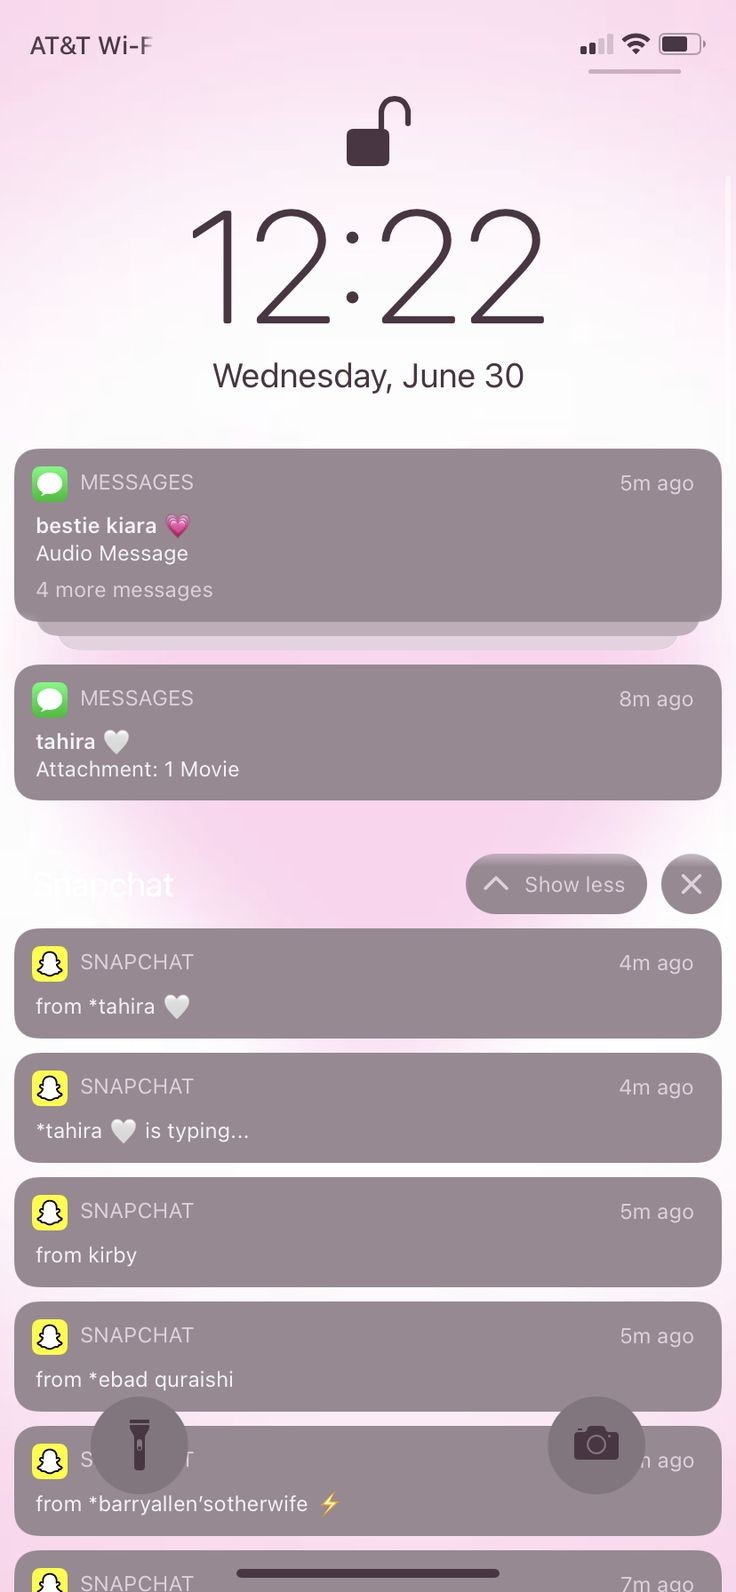 AT&T Wi-F
12:22
Wednesday, June 30
MESSAGES 5m ago
bestie kiara 💗
Audio Message
4 more messages
MESSAGES 8m ago
tahira 🤍
Attachment: 1 Movie
Snapchat Show less
SNAPCHAT 4m ago
from *tahira 🤍
SNAPCHAT 4m ago
*tahira 🤍 is typing...
SNAPCHAT 5m ago
from kirby
SNAPCHAT 5m ago
from *ebad quraishi
ago
from *barryallen’sotherwife ⚡
SNAPCHAT 7m ago